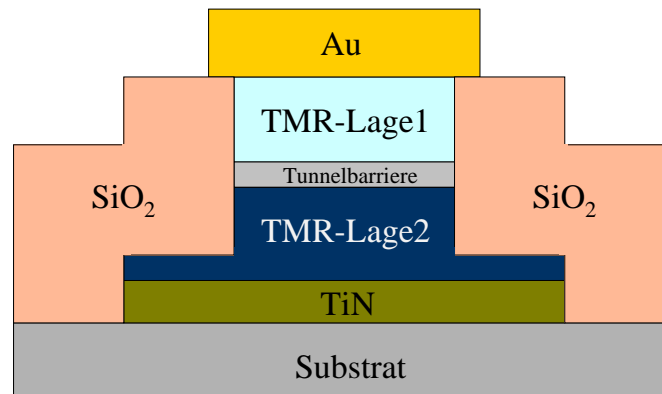 Au
TMR-Lage1
Tunnelbarriere
SiO₂
SiO₂
TMR-Lage2
TiN
Substrat